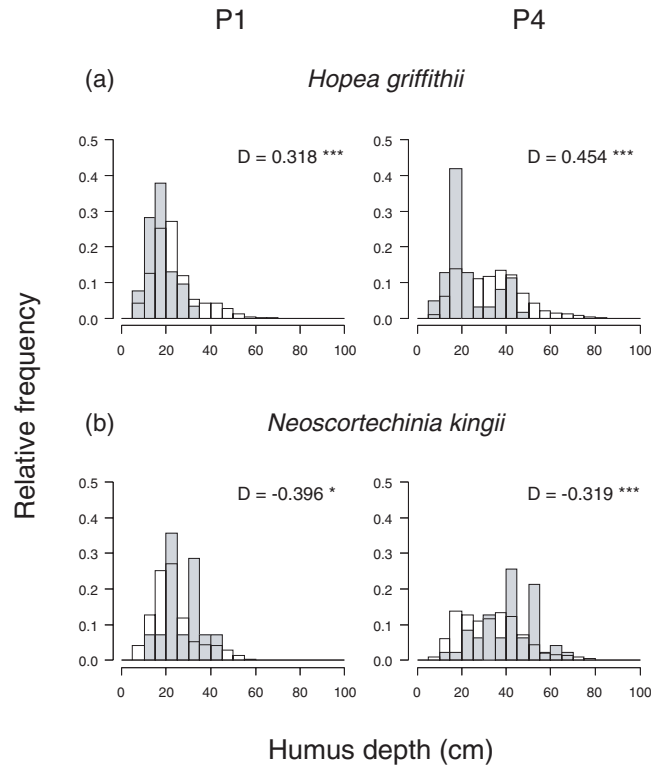 P1 P4
(a) Hopea griffithii
0.5 0.5
D = 0.318 *** D = 0.454 ***
0.4 0.4
0.3 0.3
0.2 0.2
0.1 0.1
0.0 0.0
0 20 40 60 80 100 0 20 40 60 80 100
Relative frequency
(b) Neoscortechinia kingii
0.5 0.5
D = -0.396 * D = -0.319 ***
0.4 0.4
0.3 0.3
0.2 0.2
0.1 0.1
0.0 0.0
0 20 40 60 80 100 0 20 40 60 80 100
Humus depth (cm)